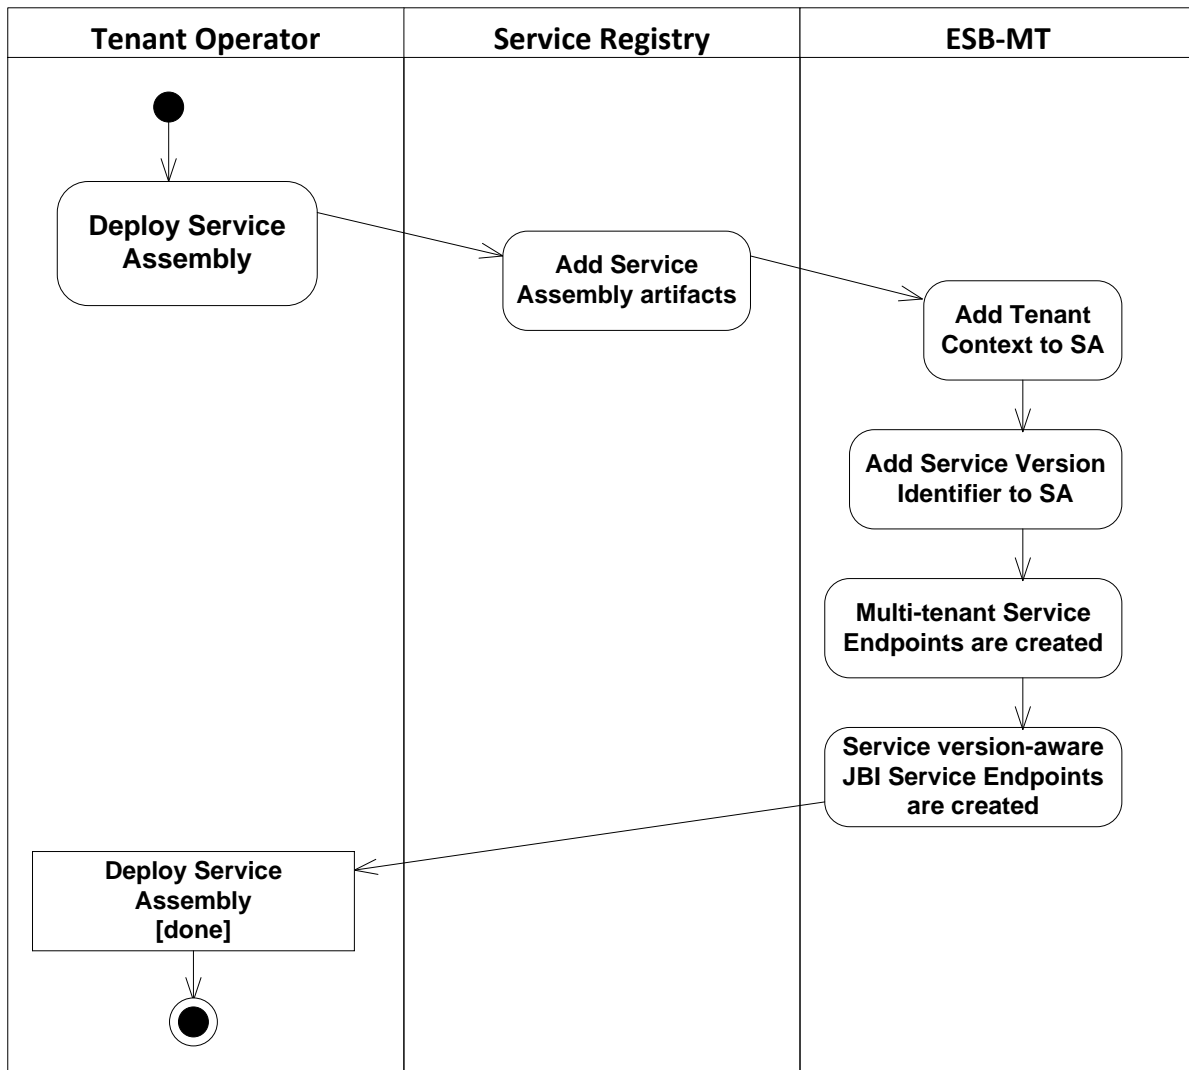 Tenant Operator
Service Registry
ESB-MT
Deploy Service
Assembly
Add Service
Assembly artifacts
Add Tenant
Context to SA
Add Service Version
Identifier to SA
Multi-tenant Service
Endpoints are created
Service version-aware
JBI Service Endpoints
are created
Deploy Service
Assembly
[done]